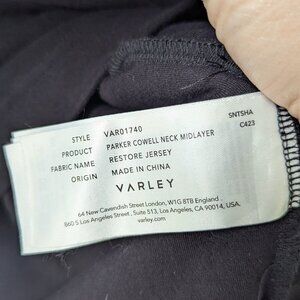 SNTSHA
C423
STYLE VAR01740
PRODUCT PARKER COWELL NECK MIDLAYER
FABRIC NAME RESTORE JERSEY
ORIGIN MADE IN CHINA
VARLEY
64 New Cavendish Street London, W1G 8TB England .
860 S Los Angeles Street . Suite 513, Los Angeles, CA 90014, USA.
varley.com